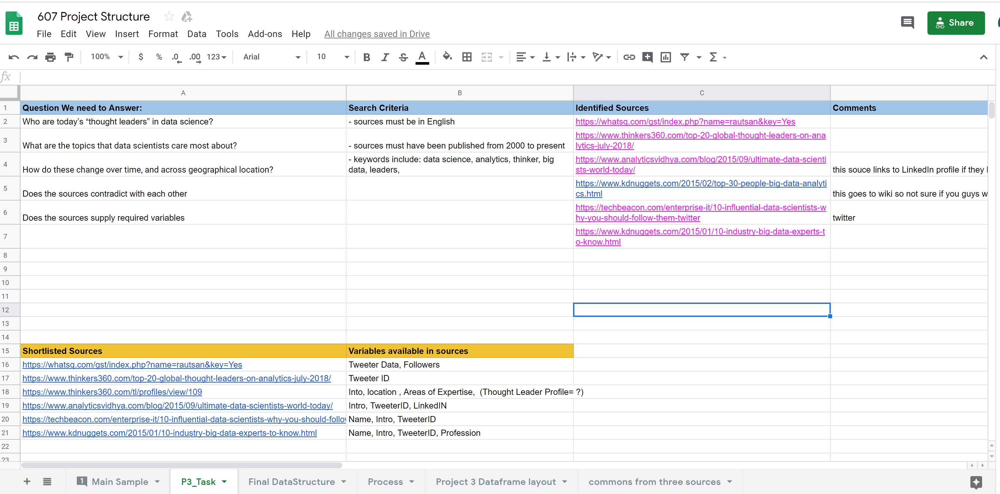 607 Project Structure
File Edit View Insert Format Data Tools Add-ons Help All changes saved in Drive
Share
100% $ % .0 .00 123 Arial 10 B I S A
fx
A B C
1 Question We need to Answer: Search Criteria Identified Sources Comments
2 Who are today’s “thought leaders” in data science? - sources must be in English https://whatsq.com/gst/index.php?name=rautsan&key=Yes
3 What are the topics that data scientists care most about? - sources must have been published from 2000 to present https://www.thinkers360.com/top-20-global-thought-leaders-on-ana
lytics-july-2018/
4 How do these change over time, and across geographical location? - keywords include: data science, analytics, thinker, big
data, leaders,
https://www.analyticsvidhya.com/blog/2015/09/ultimate-data-scienti
sts-world-today/
this souce links to LinkedIn profile if they
5 Does the sources contradict with each other https://www.kdnuggets.com/2015/02/top-30-people-big-data-analyti
cs.html
this goes to wiki so not sure if you guys w
6 Does the sources supply required variables https://techbeacon.com/enterprise-it/10-influential-data-scientists-w
hy-you-should-follow-them-twitter
twitter
7 https://www.kdnuggets.com/2015/01/10-industry-big-data-experts-t
o-know.html
8
9
10
11
12
13
14
15 Shortlisted Sources Variables available in sources
16 https://whatsq.com/gst/index.php?name=rautsan&key=Yes Tweeter Data, Followers
17 https://www.thinkers360.com/top-20-global-thought-leaders-on-analytics-july-2018/ Tweeter ID
18 https://www.thinkers360.com/tl/profiles/view/109 Into, location , Areas of Expertise, (Thought Leader Profile= ?)
19 https://www.analyticsvidhya.com/blog/2015/09/ultimate-data-scientists-world-today/ Intro, TweeterID, LinkedIN
20 https://techbeacon.com/enterprise-it/10-influential-data-scientists-why-you-should-follo Name, Intro, TweeterID
21 https://www.kdnuggets.com/2015/01/10-industry-big-data-experts-to-know.html Name, Intro, TweeterID, Profession
22
23
1 Main Sample P3_Task Final DataStructure Process Project 3 Dataframe layout commons from three sources